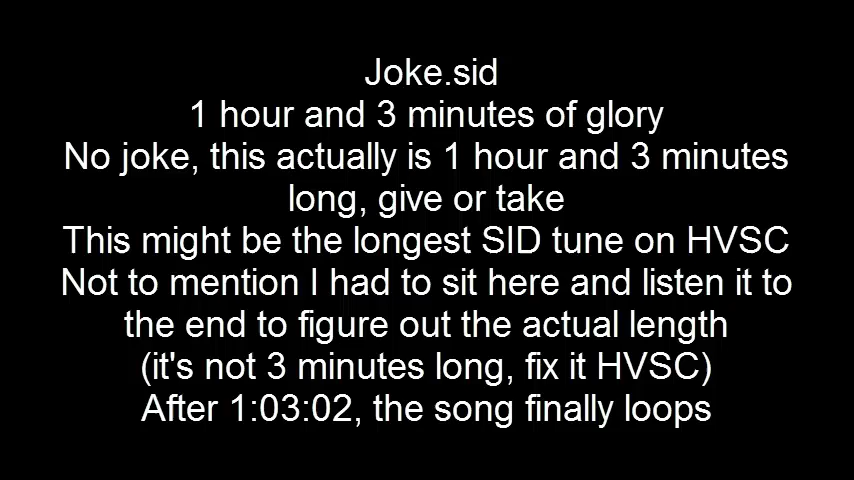 Joke.sid
1 hour and 3 minutes of glory
No joke, this actually is 1 hour and 3 minutes
long, give or take
This might be the longest SID tune on HVSC
Not to mention I had to sit here and listen it to
the end to figure out the actual length
(it's not 3 minutes long, fix it HVSC)
After 1:03:02, the song finally loops